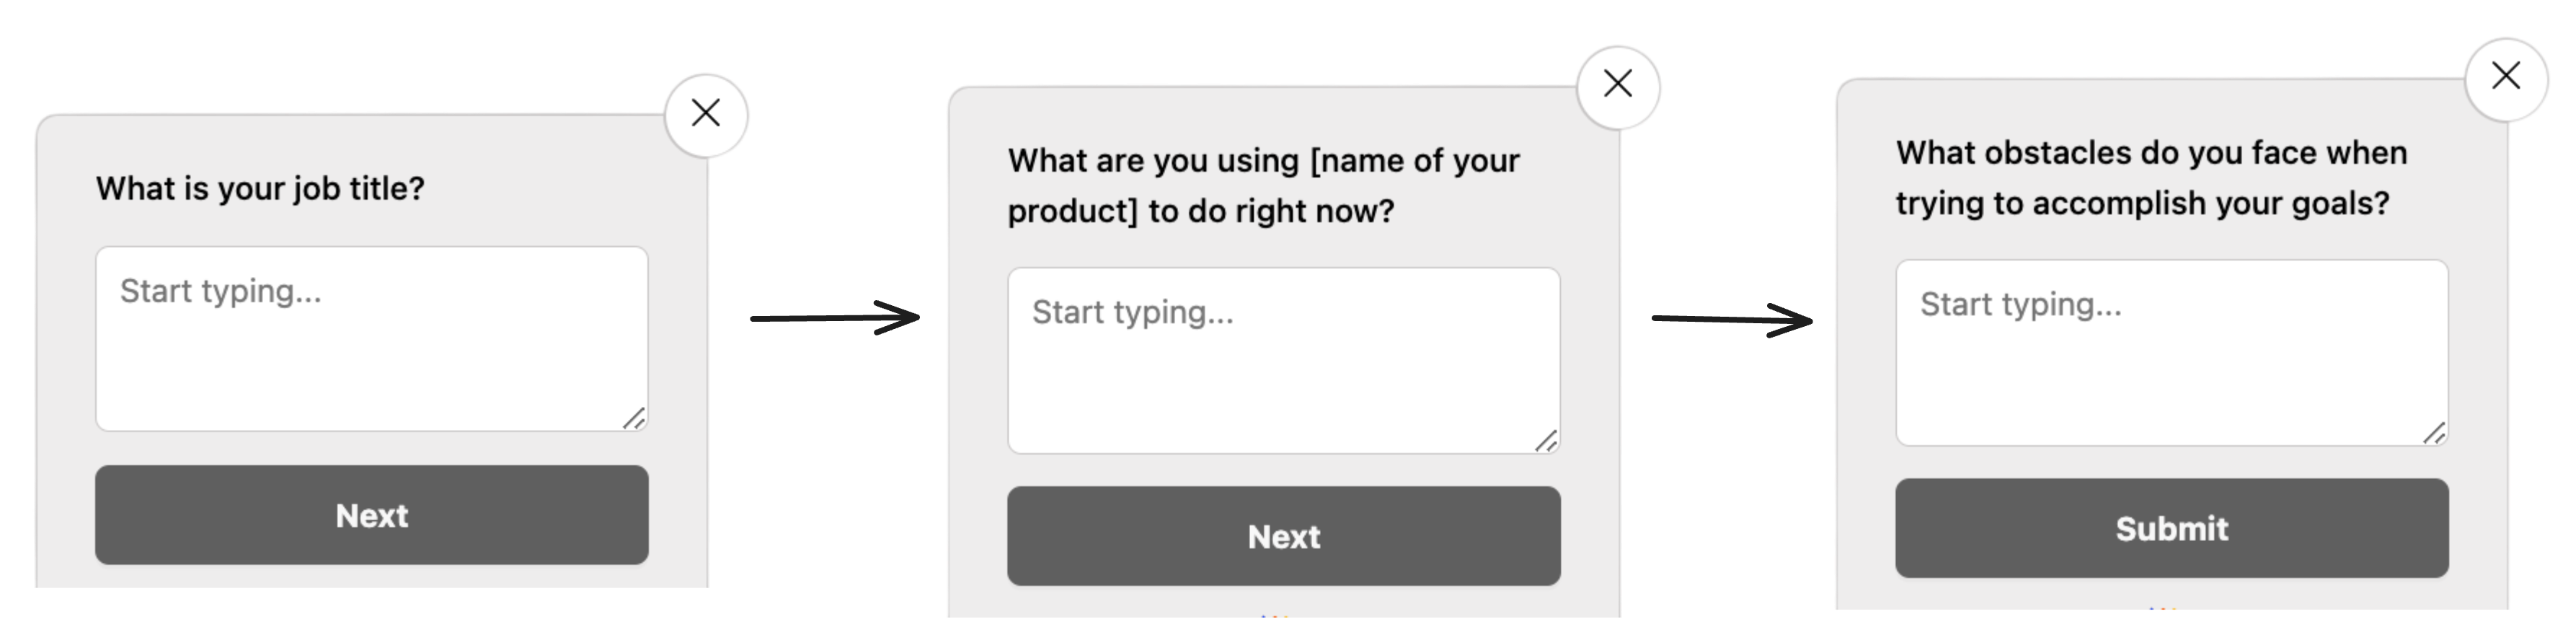 What is your job title?
Start typing...
Next
What are you using [name of your
product] to do right now?
Start typing...
Next
What obstacles do you face when
trying to accomplish your goals?
Start typing...
Submit